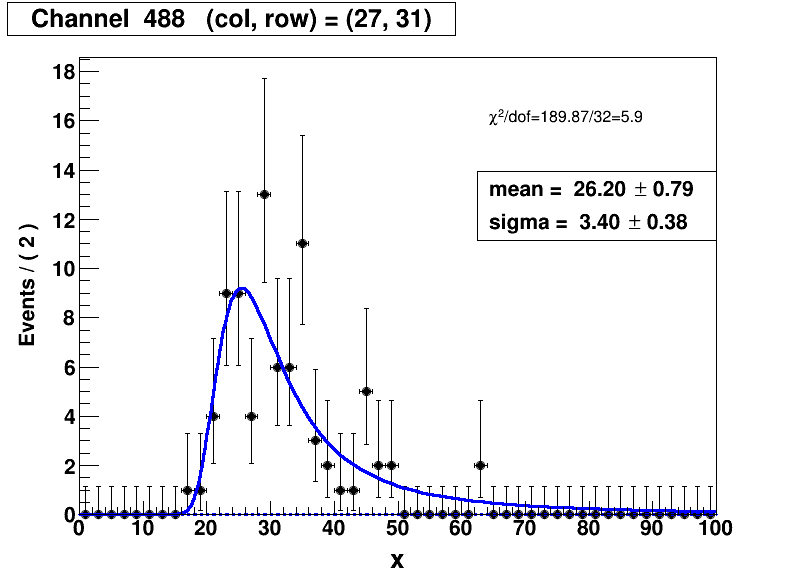 Channel 488 (col, row) = (27, 31)
χ²/dof=189.87/32=5.9
mean = 26.20 ± 0.79
sigma = 3.40 ± 0.38
Events / ( 2 )
18
16
14
12
10
8
6
4
2
0
0 10 20 30 40 50 60 70 80 90 100
x